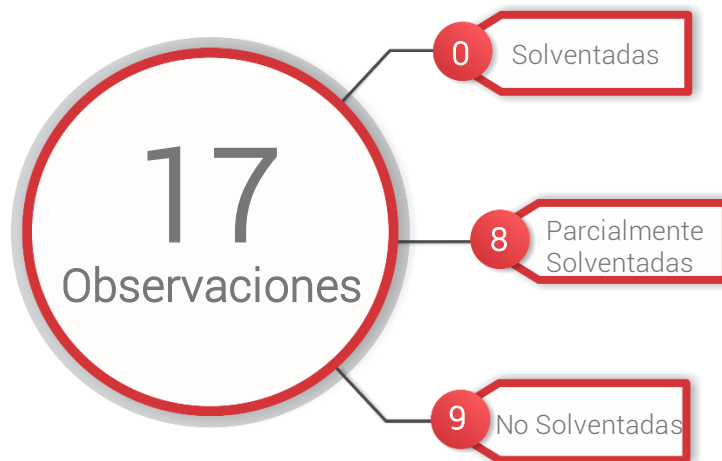 17
Observaciones
0
Solventadas
8
Parcialmente
Solventadas
9
No Solventadas